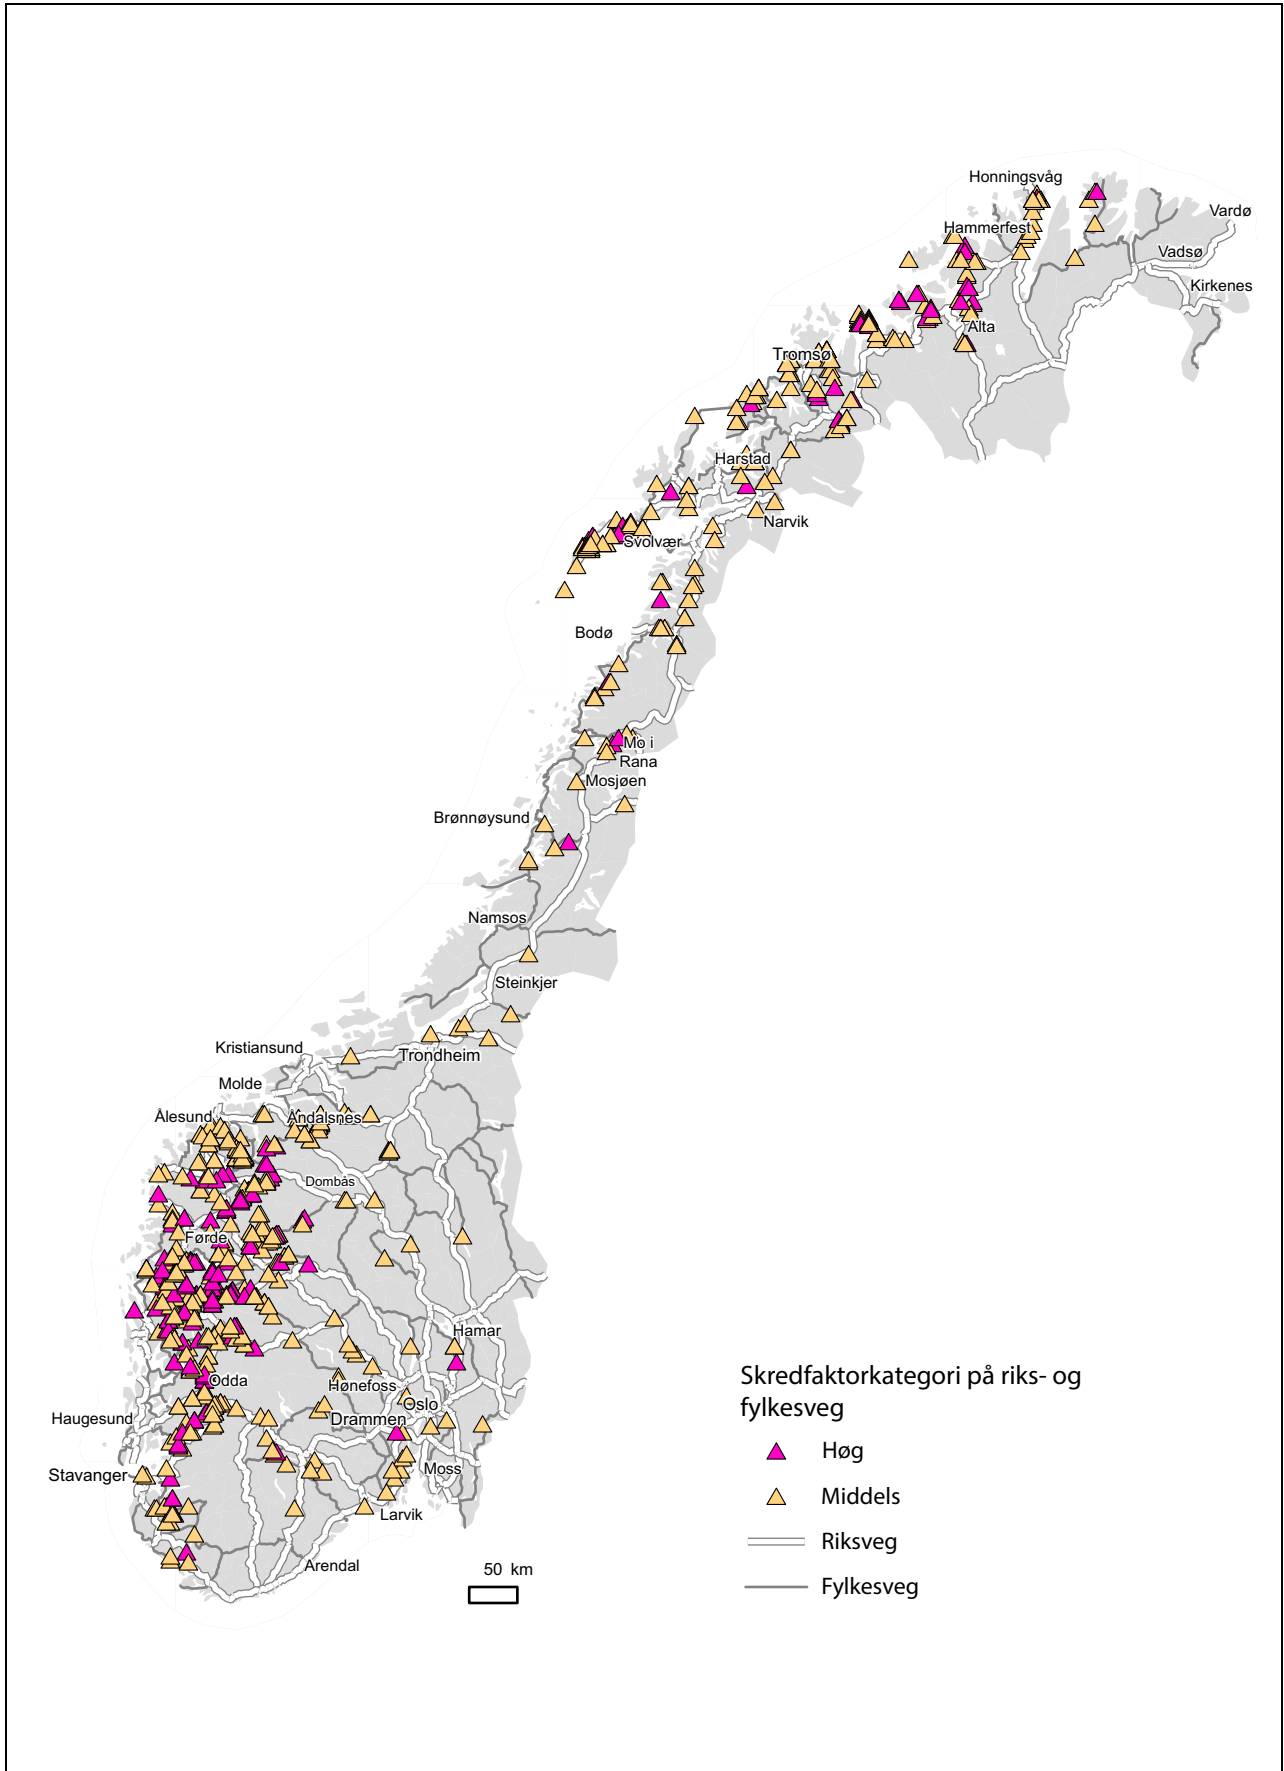 Honningsvåg
Vardø
Hammerfest
Vadsø
Kirkenes
Alta
Tromsø
Harstad
Narvik
Svolvær
Bodø
Mo i
Rana
Mosjøen
Brønnøysund
Namsos
Steinkjer
Kristiansund
Trondheim
Molde
Ålesund
Åndalsnes
Dombås
Førde
Hamar
Odda
Hønefoss
Oslo
Haugesund
Drammen
Stavanger
Moss
Larvik
Arendal
50 km
Skredfaktorkategori på riks- og
fylkesveg
Høg
Middels
Riksveg
Fylkesveg